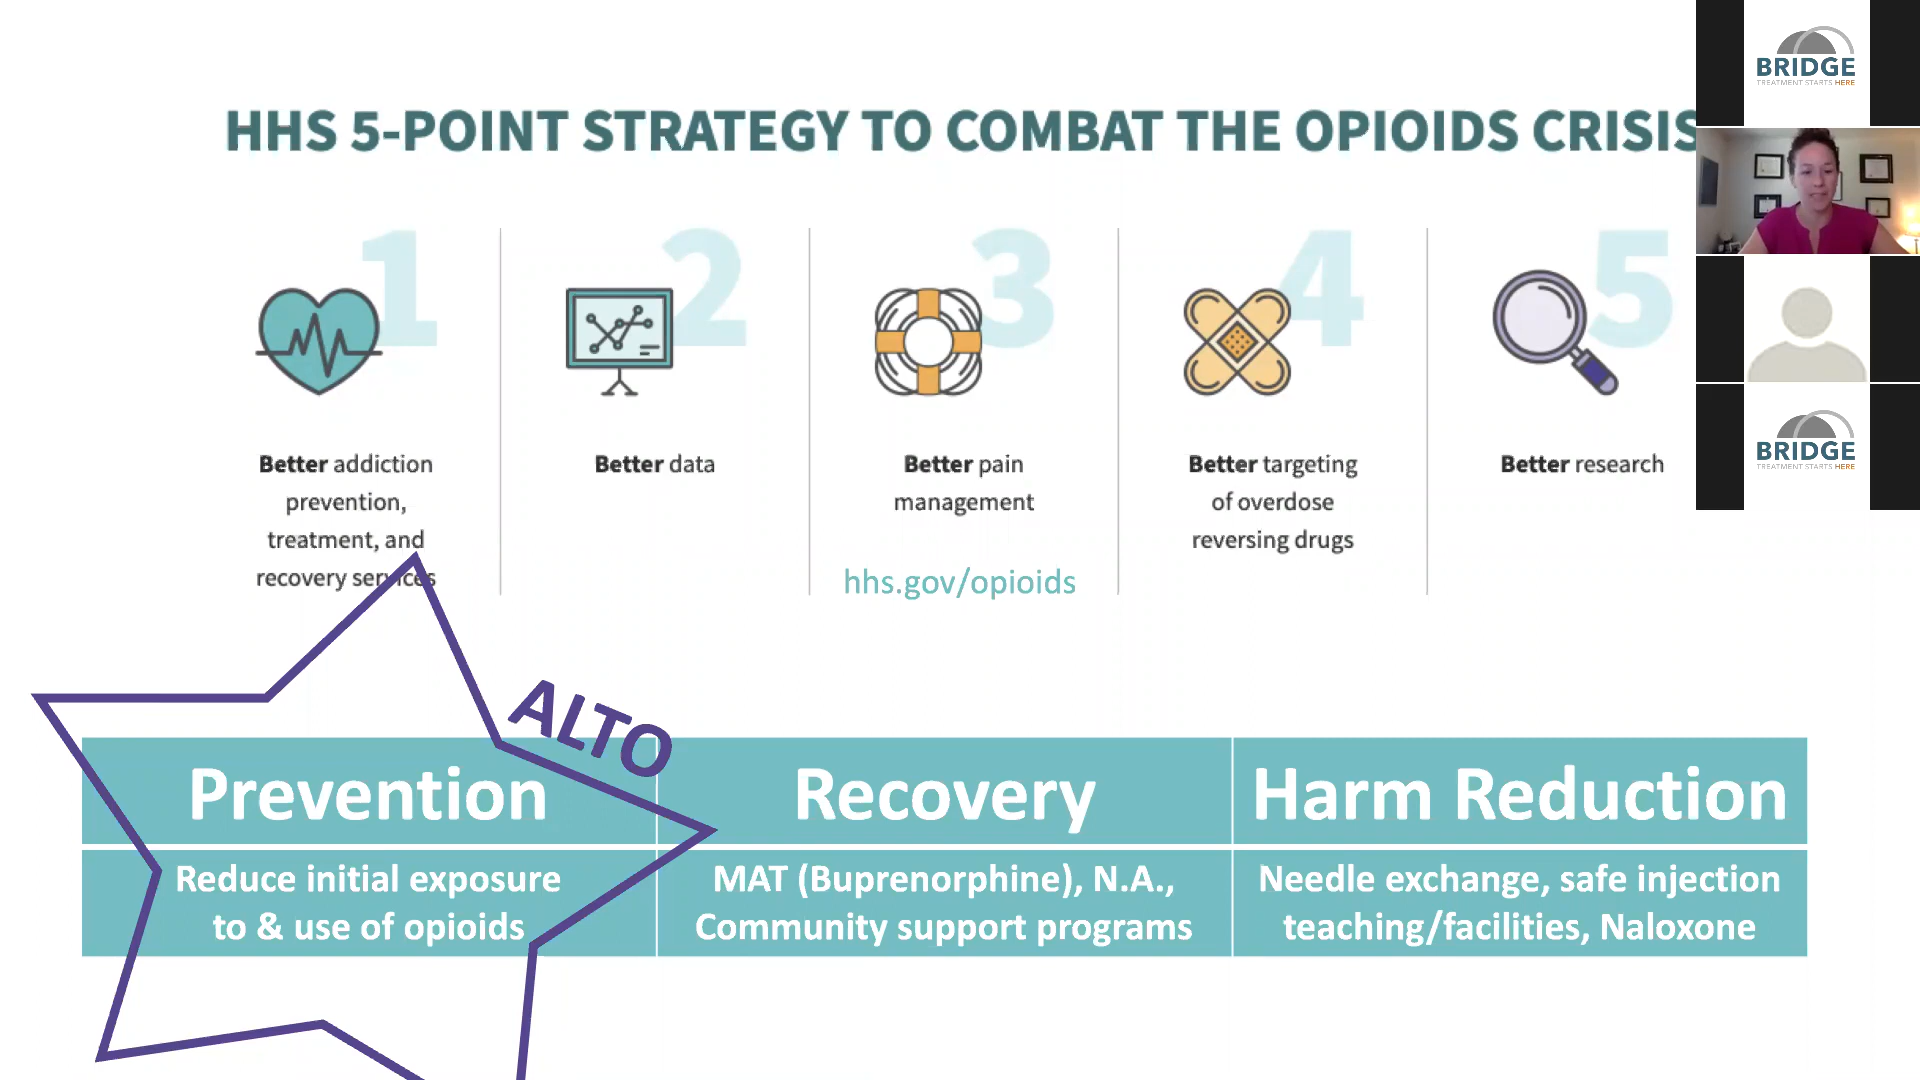 HHS 5-POINT STRATEGY TO COMBAT THE OPIOIDS CRISIS
1
Better addiction
prevention,
treatment, and
recovery services
2
Better data
3
Better pain
management
4
Better targeting
of overdose
reversing drugs
5
Better research
hhs.gov/opioids
ALTO
Prevention
Reduce initial exposure
to & use of opioids
Recovery
MAT (Buprenorphine), N.A.,
Community support programs
Harm Reduction
Needle exchange, safe injection
teaching/facilities, Naloxone
BRIDGE
TREATMENT STARTS HERE
BRIDGE
TREATMENT STARTS HERE